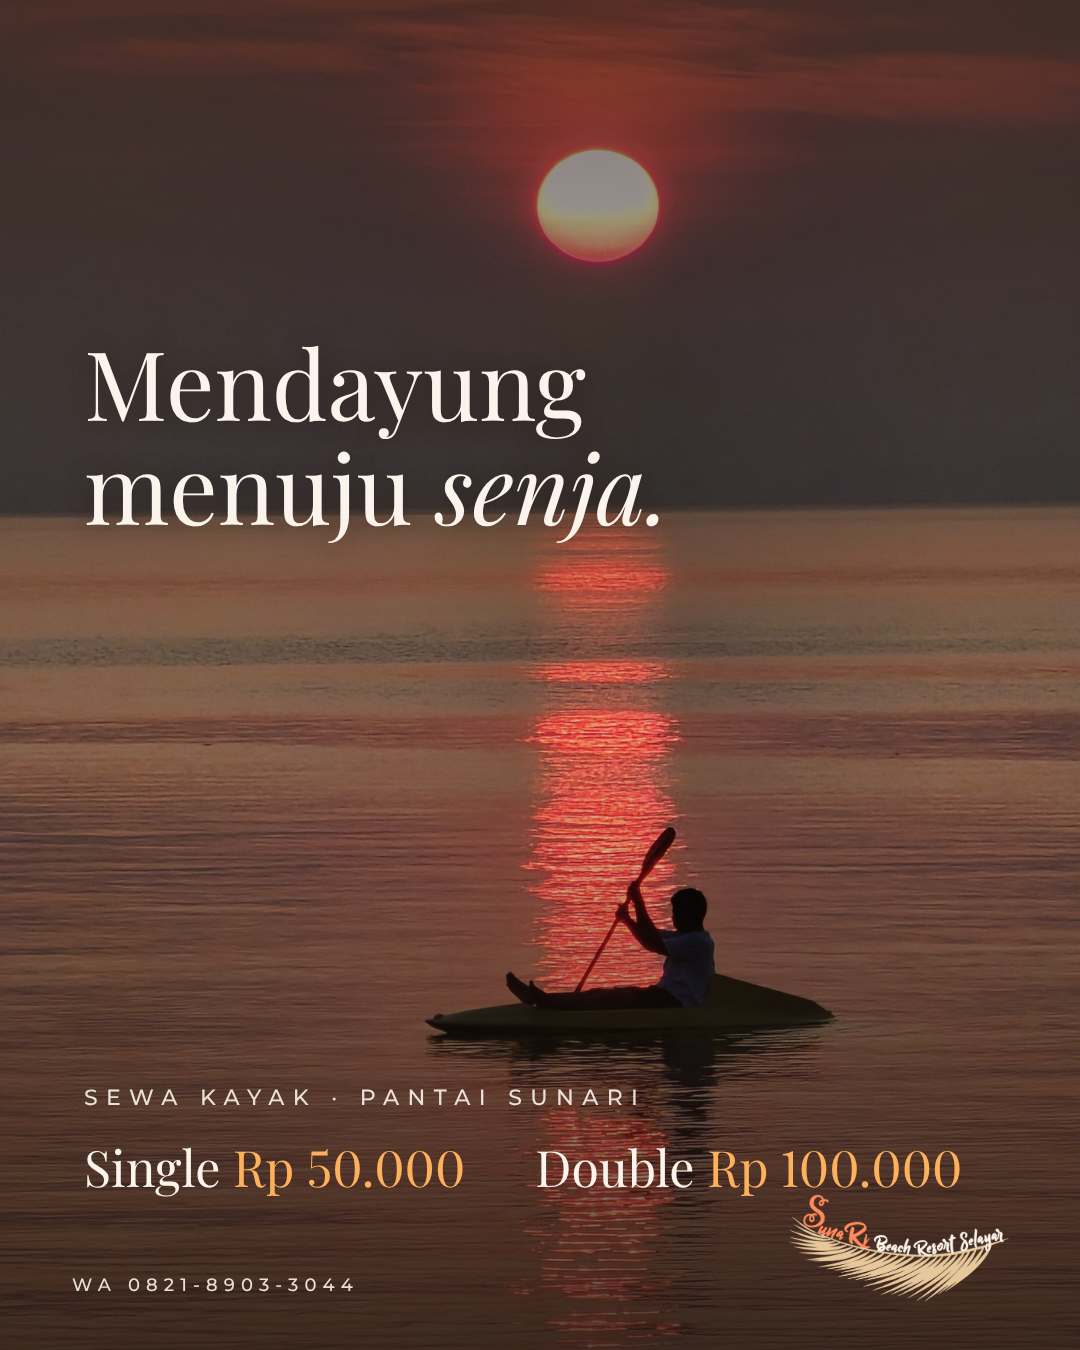 Mendayung
menuju senja.
SEWA KAYAK · PANTAI SUNARI
Single Rp 50.000 Double Rp 100.000
SunaRi Beach Resort Selayar
WA 0821-8903-3044